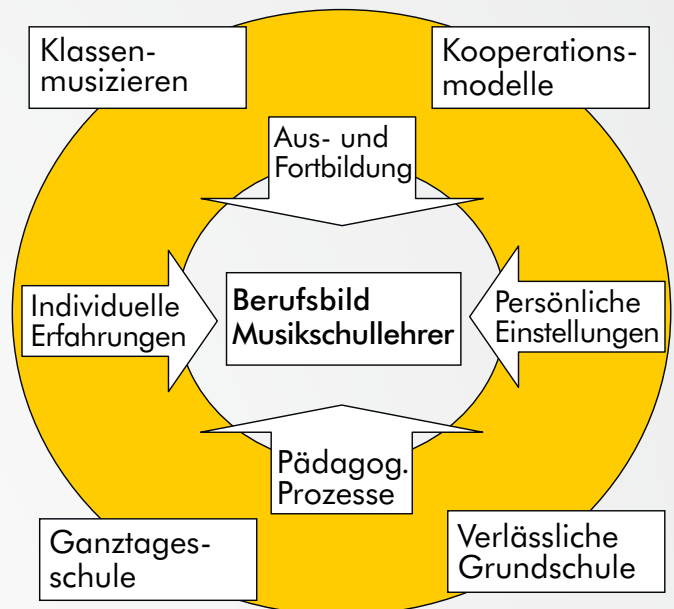 Klassen-
musizieren
Kooperations-
modelle
Aus- und
Fortbildung
Individuelle
Erfahrungen
Berufsbild
Musikschullehrer
Persönliche
Einstellungen
Pädagog.
Prozesse
Ganztages-
schule
Verlässliche
Grundschule